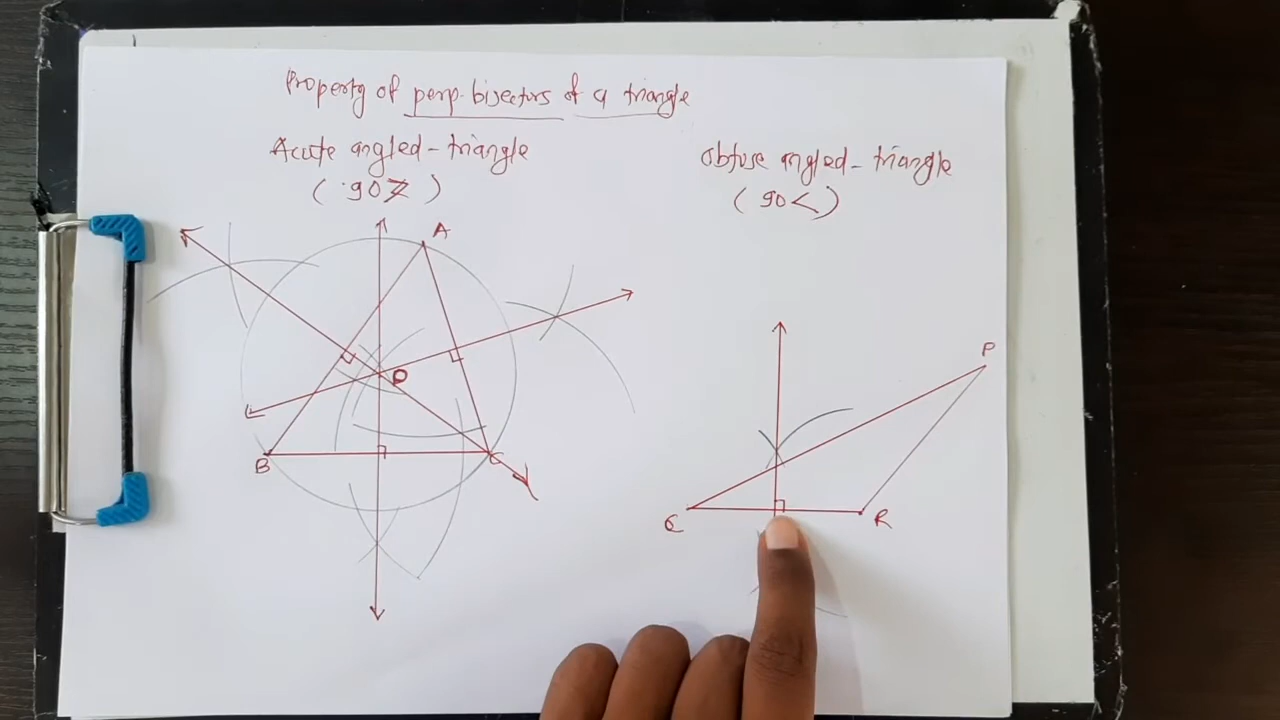 Property of perp. bisectors of a triangle
Acute angled-triangle
( 90
Obtuse angled-triangle
( 90< )
A
O
B
C
P
R